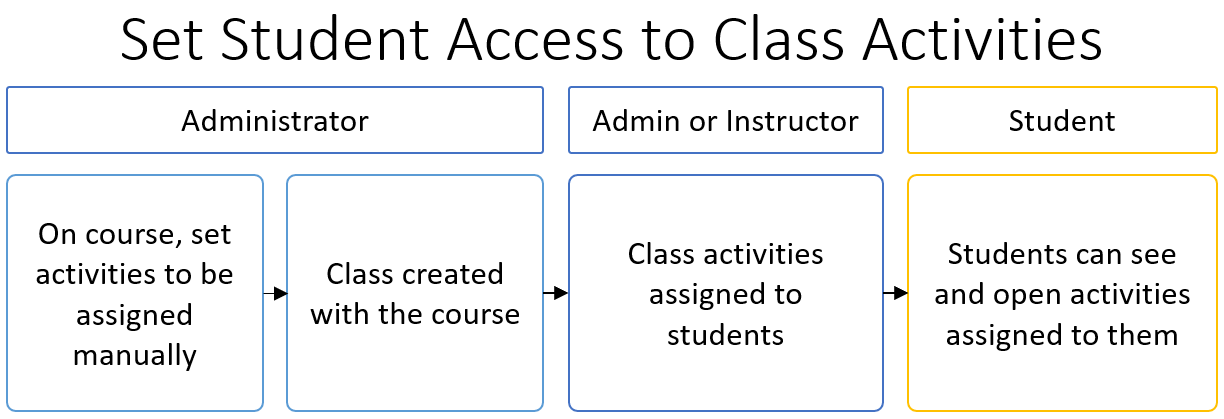 Set Student Access to Class Activities
Administrator
Admin or Instructor
Student
On course, set
activities to be
assigned
manually
Class created
with the course
Class activities
assigned to
students
Students can see
and open activities
assigned to them